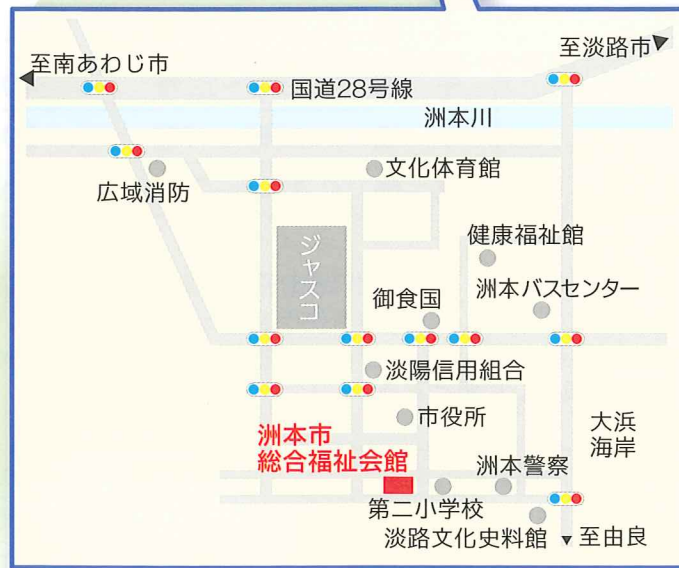 至淡路市
至南あわじ市
国道28号線
洲本川
文化体育館
広域消防
健康福祉館
ジャスコ
洲本バスセンター
御食国
淡陽信用組合
市役所
大浜
海岸
洲本市
総合福祉会館
洲本警察
第二小学校
淡路文化史料館
至由良